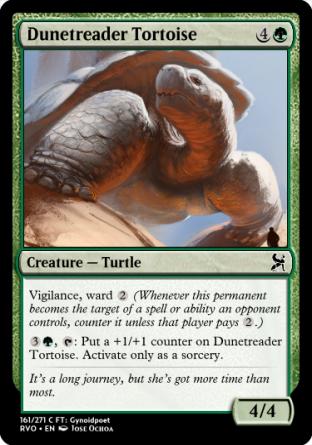 Dunetreader Tortoise 4
Creature — Turtle
Vigilance, ward 2 (Whenever this permanent
becomes the target of a spell or ability an opponent
controls, counter it unless that player pays 2.)
3, : Put a +1/+1 counter on Dunetreader
Tortoise. Activate only as a sorcery.
It's a long journey, but she's got more time than
most.
4/4
161/271 C FT: Gynoidpoet
RVO • EN Jose Ochoa